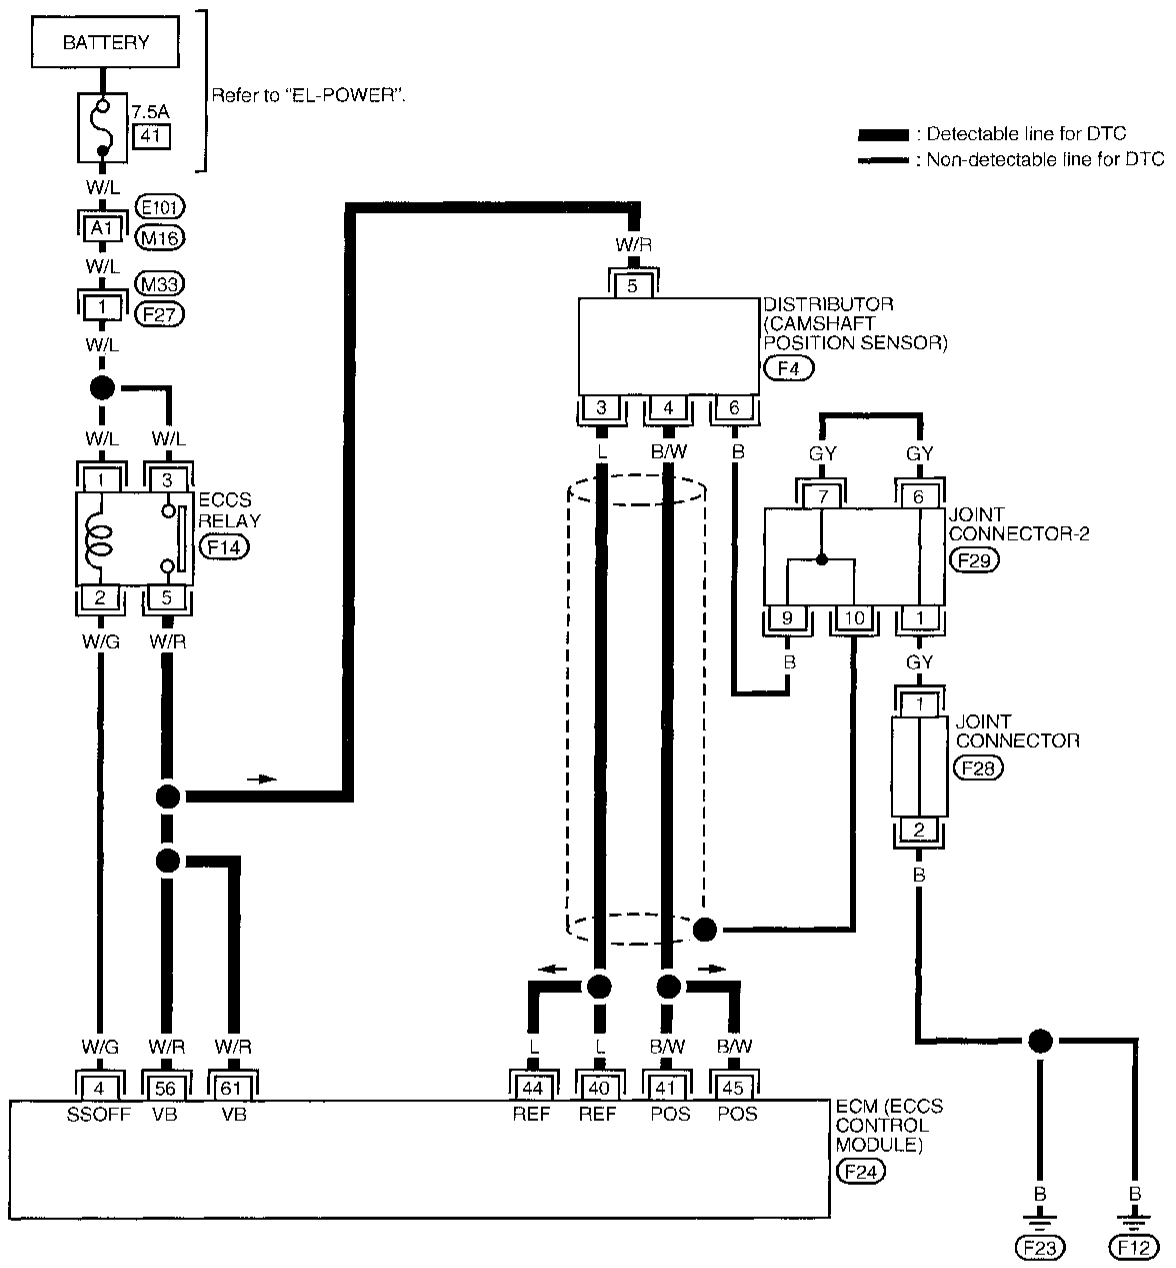 BATTERY
Refer to "EL-POWER".
7.5A
41
: Detectable line for DTC
: Non-detectable line for DTC
W/L
E101
A1
M16
W/L
W/R
M33
5
1
F27
DISTRIBUTOR
(CAMSHAFT
POSITION SENSOR)
F4
W/L
3 4 6
W/L W/L
L B/W B
GY GY
1 3
7 6
ECCS
RELAY
F14
JOINT
CONNECTOR-2
F29
2 5
9 10 1
W/G W/R
B GY
1
JOINT
CONNECTOR
F28
2
B
W/G W/R W/R
L L B/W B/W
4 56 61
44 40 41 45
SSOFF VB VB
REF REF POS POS
ECM (ECCS
CONTROL
MODULE)
F24
B B
F23 F12